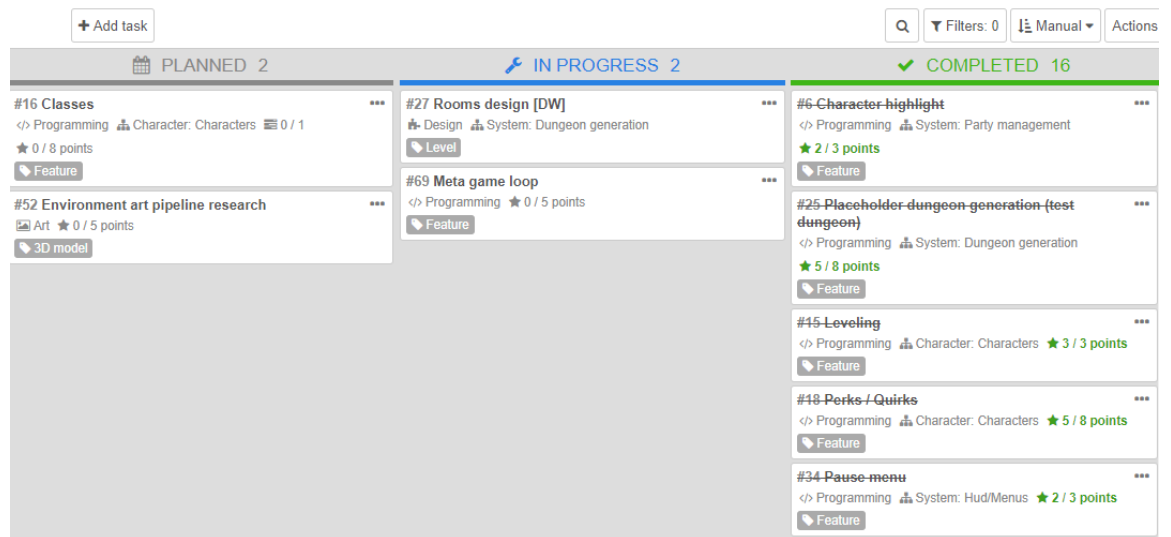 Add task
Filters: 0
Manual
Actions
PLANNED 2
#16 Classes
Programming Character: Characters 0 / 1
0 / 8 points
Feature
#52 Environment art pipeline research
Art 0 / 5 points
3D model
IN PROGRESS 2
#27 Rooms design [DW]
Design System: Dungeon generation
Level
#69 Meta game loop
Programming 0 / 5 points
Feature
COMPLETED 16
#6 Character highlight
Programming System: Party management
2 / 3 points
Feature
#25 Placeholder dungeon generation (test
dungeon)
Programming System: Dungeon generation
5 / 8 points
Feature
#15 Leveling
Programming Character: Characters 3 / 3 points
Feature
#18 Perks / Quirks
Programming Character: Characters 5 / 8 points
Feature
#34 Pause menu
Programming System: Hud/Menus 2 / 3 points
Feature